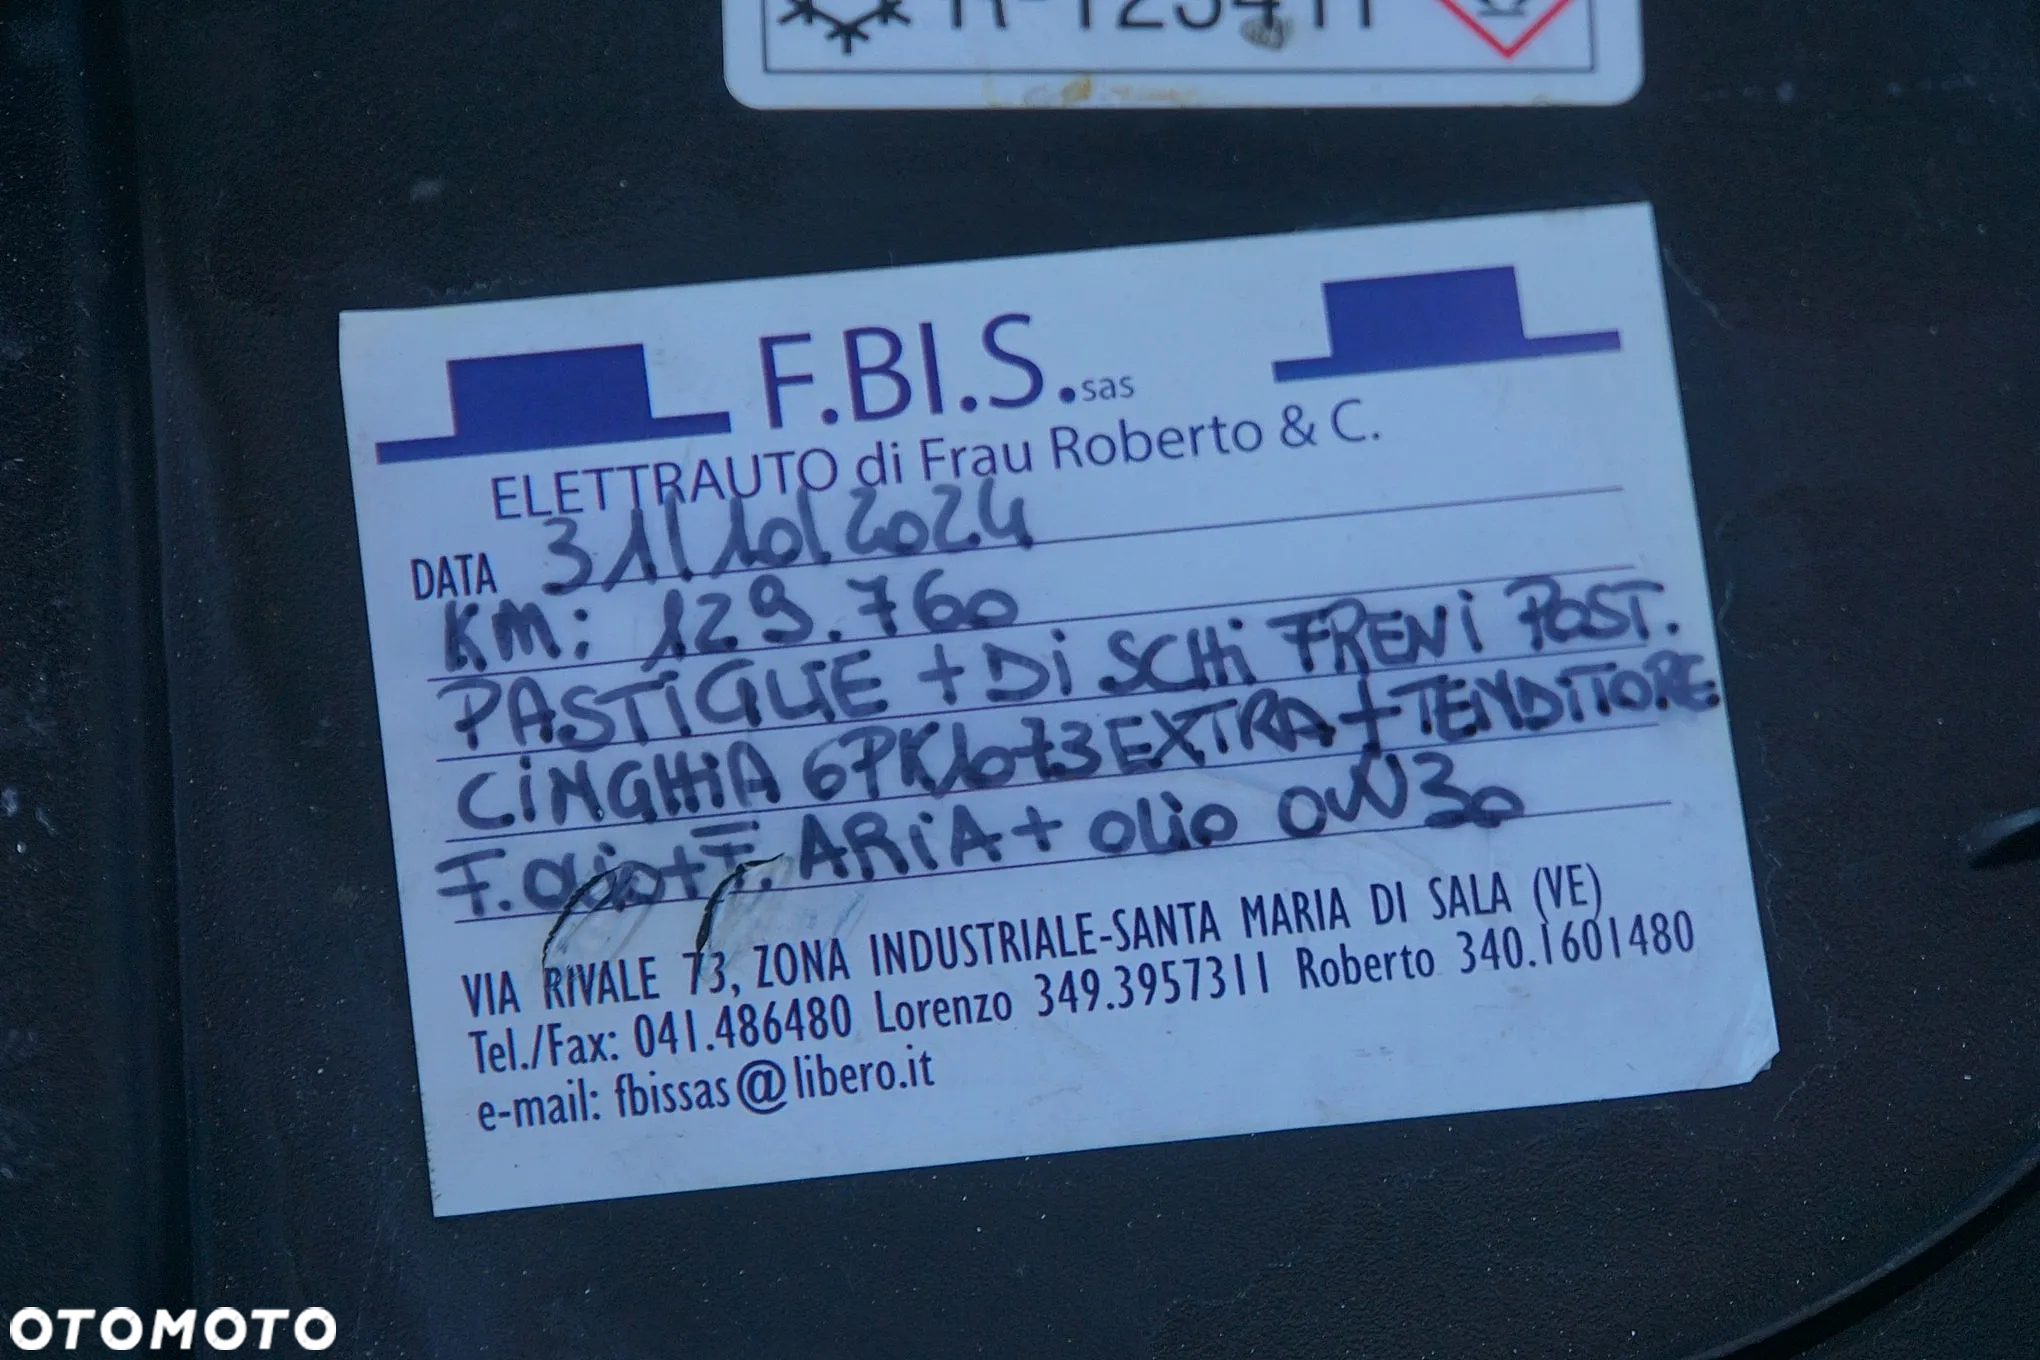 R-1234YF
F.BI.S.sas
ELETTRAUTO di Frau Roberto & C.
DATA 31/10/2024
KM: 129.760
PASTIGLIE + DiSCHi FRENi POST.
CiNGHiA 6PK1073 EXTRA + TENDiTORE
F. Olio + F. ARiA + Olio 0W30
VIA RIVALE 73, ZONA INDUSTRIALE-SANTA MARIA DI SALA (VE)
Tel./Fax: 041.486480 Lorenzo 349.3957311 Roberto 340.1601480
e-mail: fbissas@libero.it
OTOMOTO